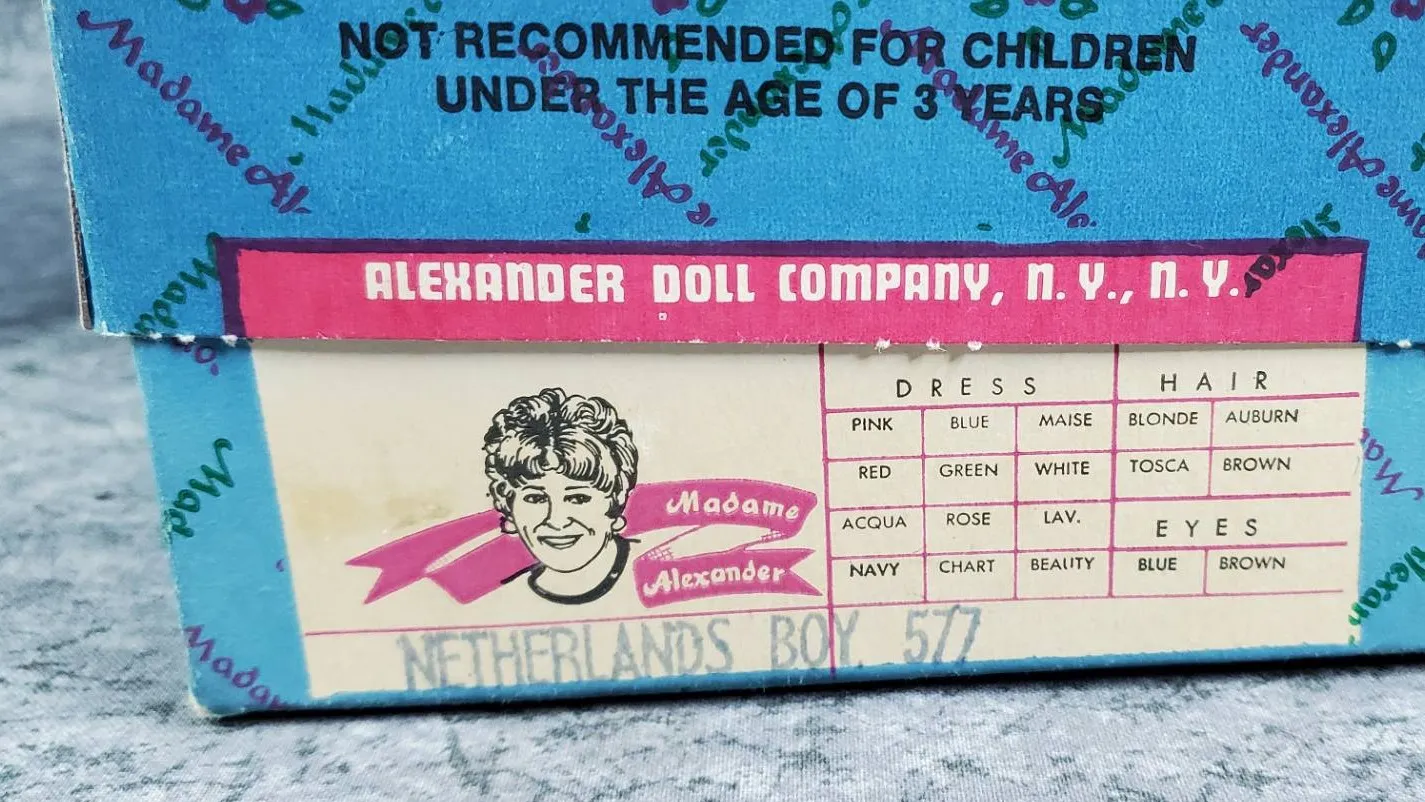 NOT RECOMMENDED FOR CHILDREN
UNDER THE AGE OF 3 YEARS
ALEXANDER DOLL COMPANY, N.Y., N.Y.
Madame
Alexander
DRESS
PINK BLUE MAISE
RED GREEN WHITE
ACQUA ROSE LAV.
NAVY CHART BEAUTY
HAIR
BLONDE AUBURN
TOSCA BROWN
EYES
BLUE BROWN
NETHERLANDS BOY 577